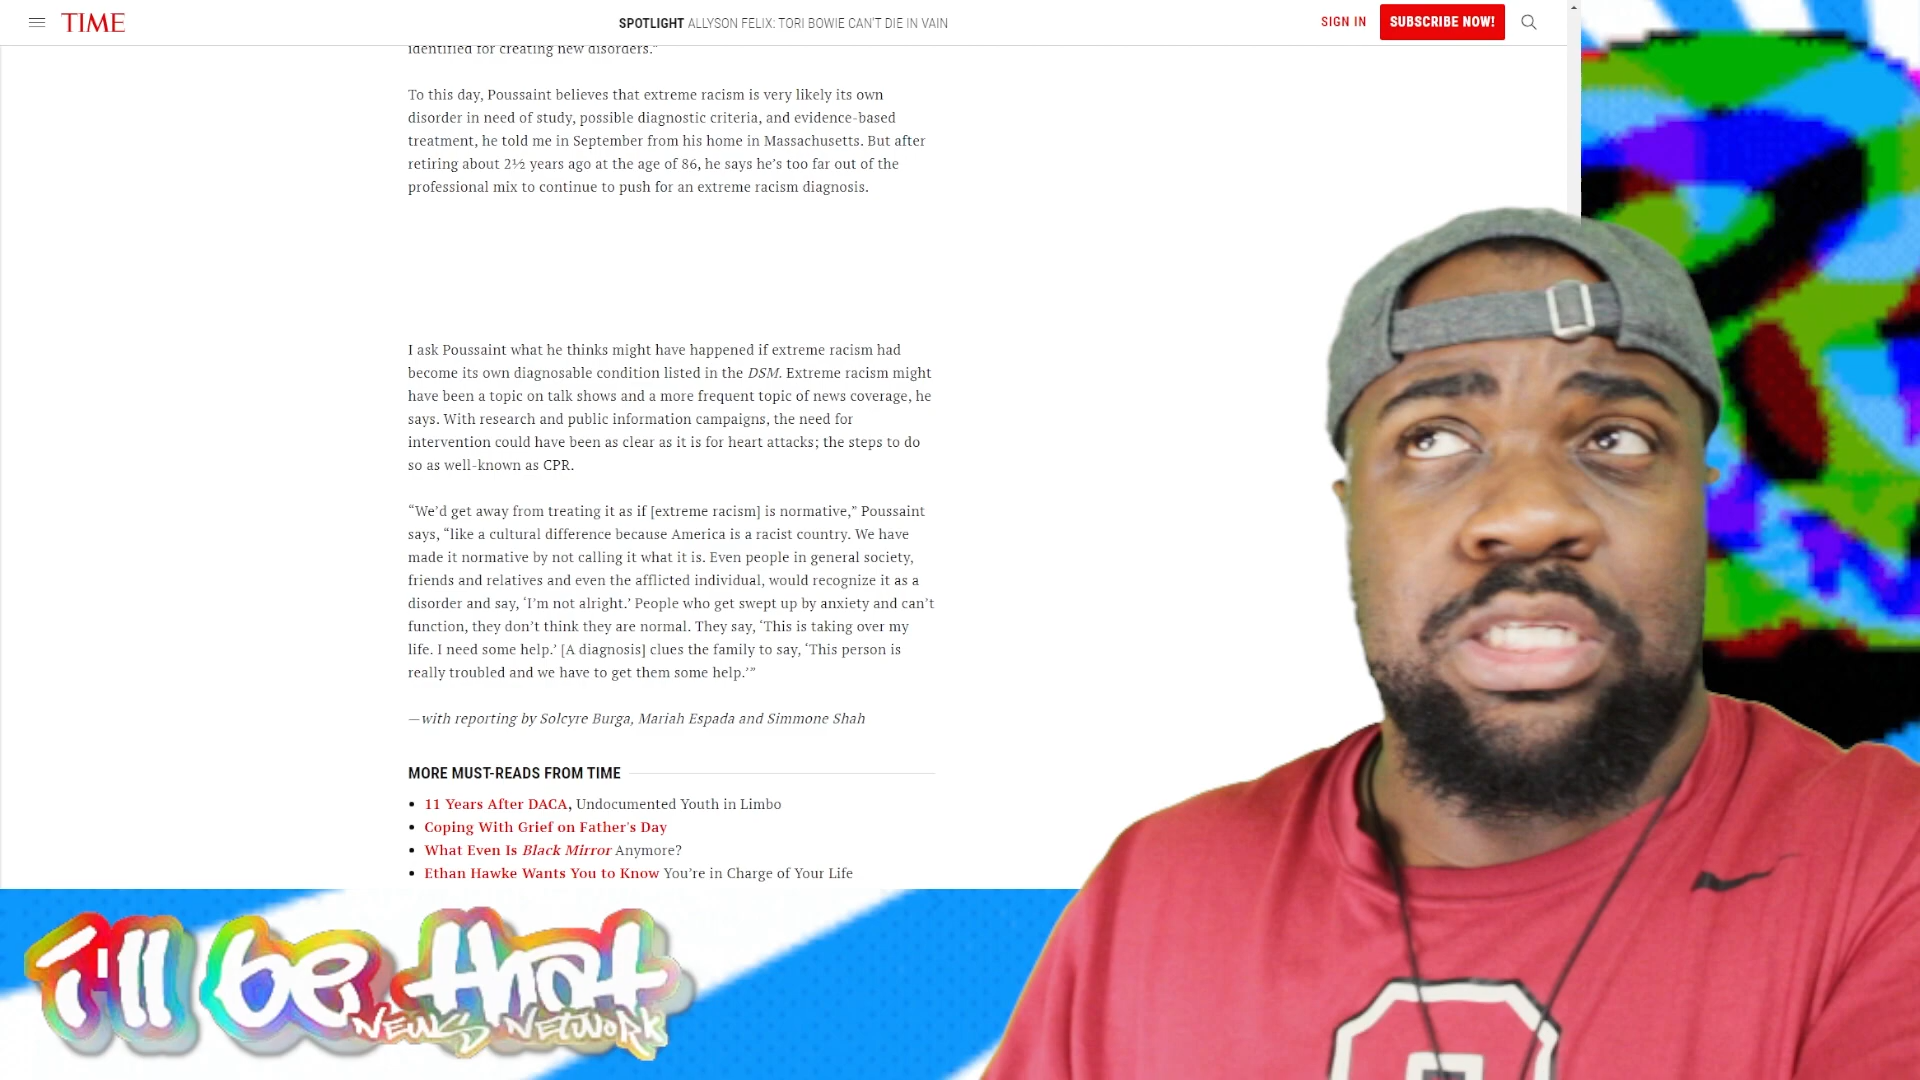 TIME
SPOTLIGHT ALLYSON FELIX: TORI BOWIE CAN'T DIE IN VAIN
SIGN IN
SUBSCRIBE NOW!
identified for creating new disorders.”
To this day, Poussaint believes that extreme racism is very likely its own
disorder in need of study, possible diagnostic criteria, and evidence-based
treatment, he told me in September from his home in Massachusetts. But after
retiring about 2½ years ago at the age of 86, he says he’s too far out of the
professional mix to continue to push for an extreme racism diagnosis.
I ask Poussaint what he thinks might have happened if extreme racism had
become its own diagnosable condition listed in the DSM. Extreme racism might
have been a topic on talk shows and a more frequent topic of news coverage, he
says. With research and public information campaigns, the need for
intervention could have been as clear as it is for heart attacks; the steps to do
so as well-known as CPR.
“We’d get away from treating it as if [extreme racism] is normative,” Poussaint
says, “like a cultural difference because America is a racist country. We have
made it normative by not calling it what it is. Even people in general society,
friends and relatives and even the afflicted individual, would recognize it as a
disorder and say, ‘I’m not alright.’ People who get swept up by anxiety and can’t
function, they don’t think they are normal. They say, ‘This is taking over my
life. I need some help.’ [A diagnosis] clues the family to say, ‘This person is
really troubled and we have to get them some help.’”
—with reporting by Solcyre Burga, Mariah Espada and Simmone Shah
MORE MUST-READS FROM TIME
• 11 Years After DACA, Undocumented Youth in Limbo
• Coping With Grief on Father's Day
• What Even Is Black Mirror Anymore?
• Ethan Hawke Wants You to Know You’re in Charge of Your Life
i'll be that
NEWS NETWORK